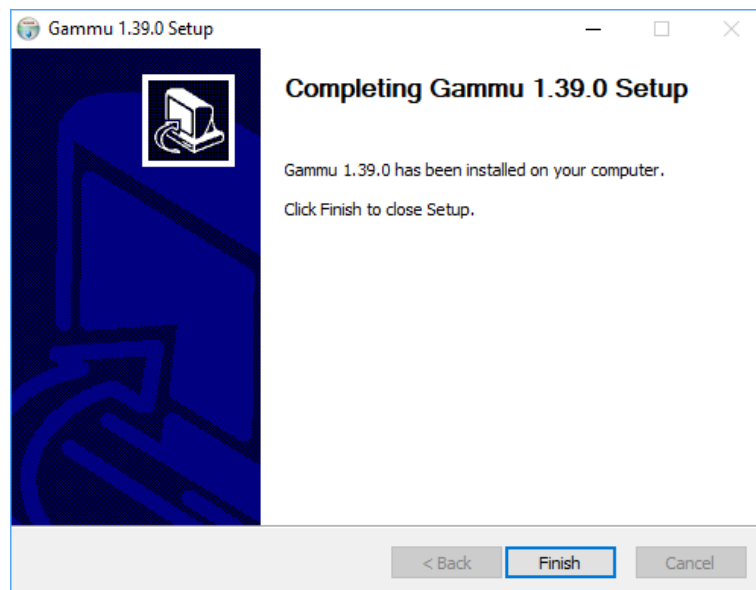 Gammu 1.39.0 Setup
Completing Gammu 1.39.0 Setup
Gammu 1.39.0 has been installed on your computer.
Click Finish to close Setup.
< Back
Finish
Cancel